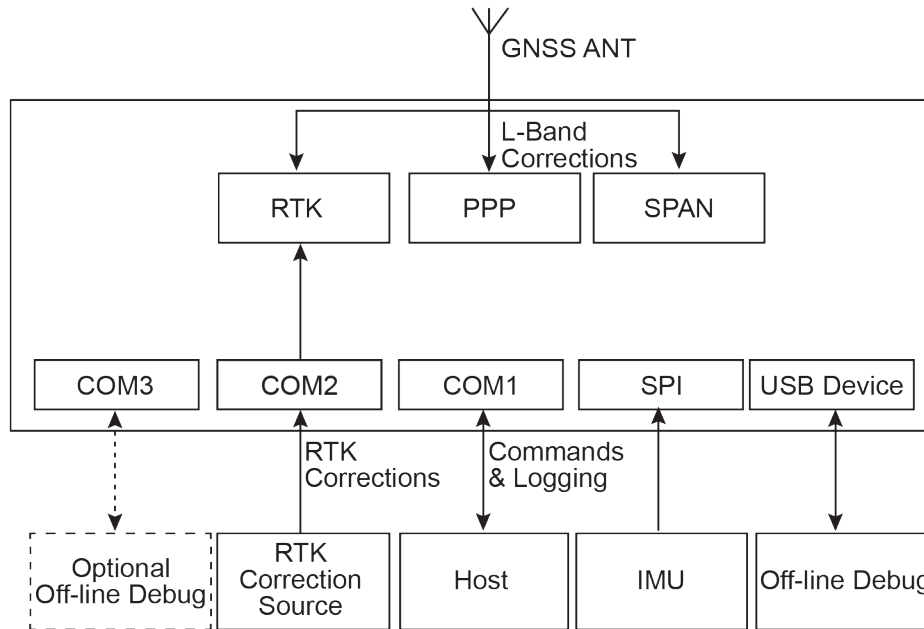 GNSS ANT
L-Band
Corrections
RTK
PPP
SPAN
COM3
COM2
COM1
SPI
USB Device
RTK
Corrections
Commands
& Logging
Optional
Off-line Debug
RTK
Correction
Source
Host
IMU
Off-line Debug